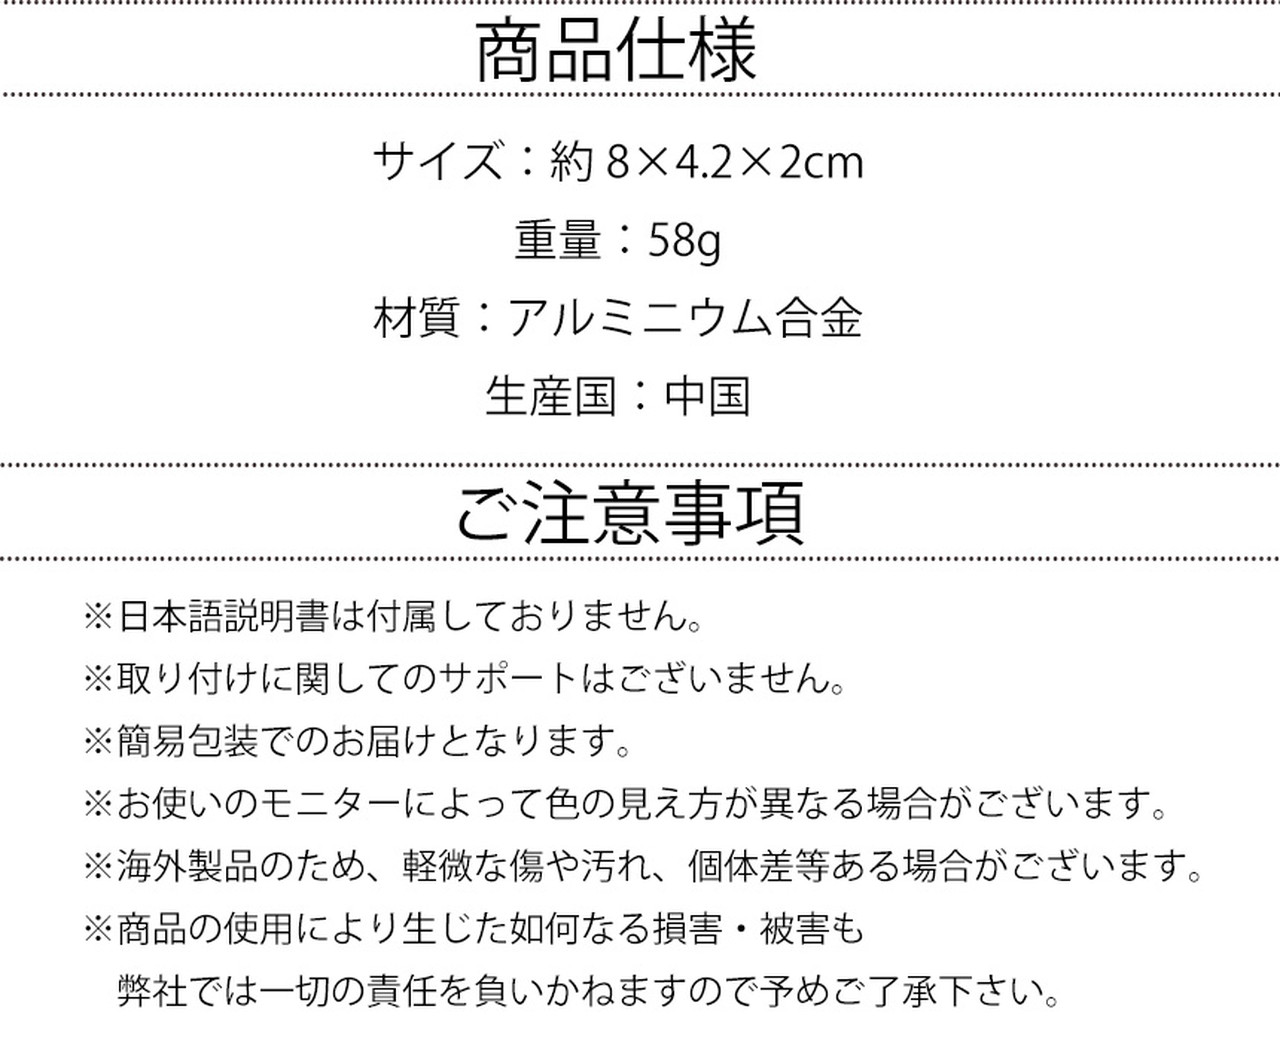 商品仕様
サイズ：約 8×4.2×2cm
重量：58g
材質：アルミニウム合金
生産国：中国
ご注意事項
※日本語説明書は付属しておりません。
※取り付けに関してのサポートはございません。
※簡易包装でのお届けとなります。
※お使いのモニターによって色の見え方が異なる場合がございます。
※海外製品のため、軽微な傷や汚れ、個体差等ある場合がございます。
※商品の使用により生じた如何なる損害・被害も
弊社では一切の責任を負いかねますので予めご了承下さい。